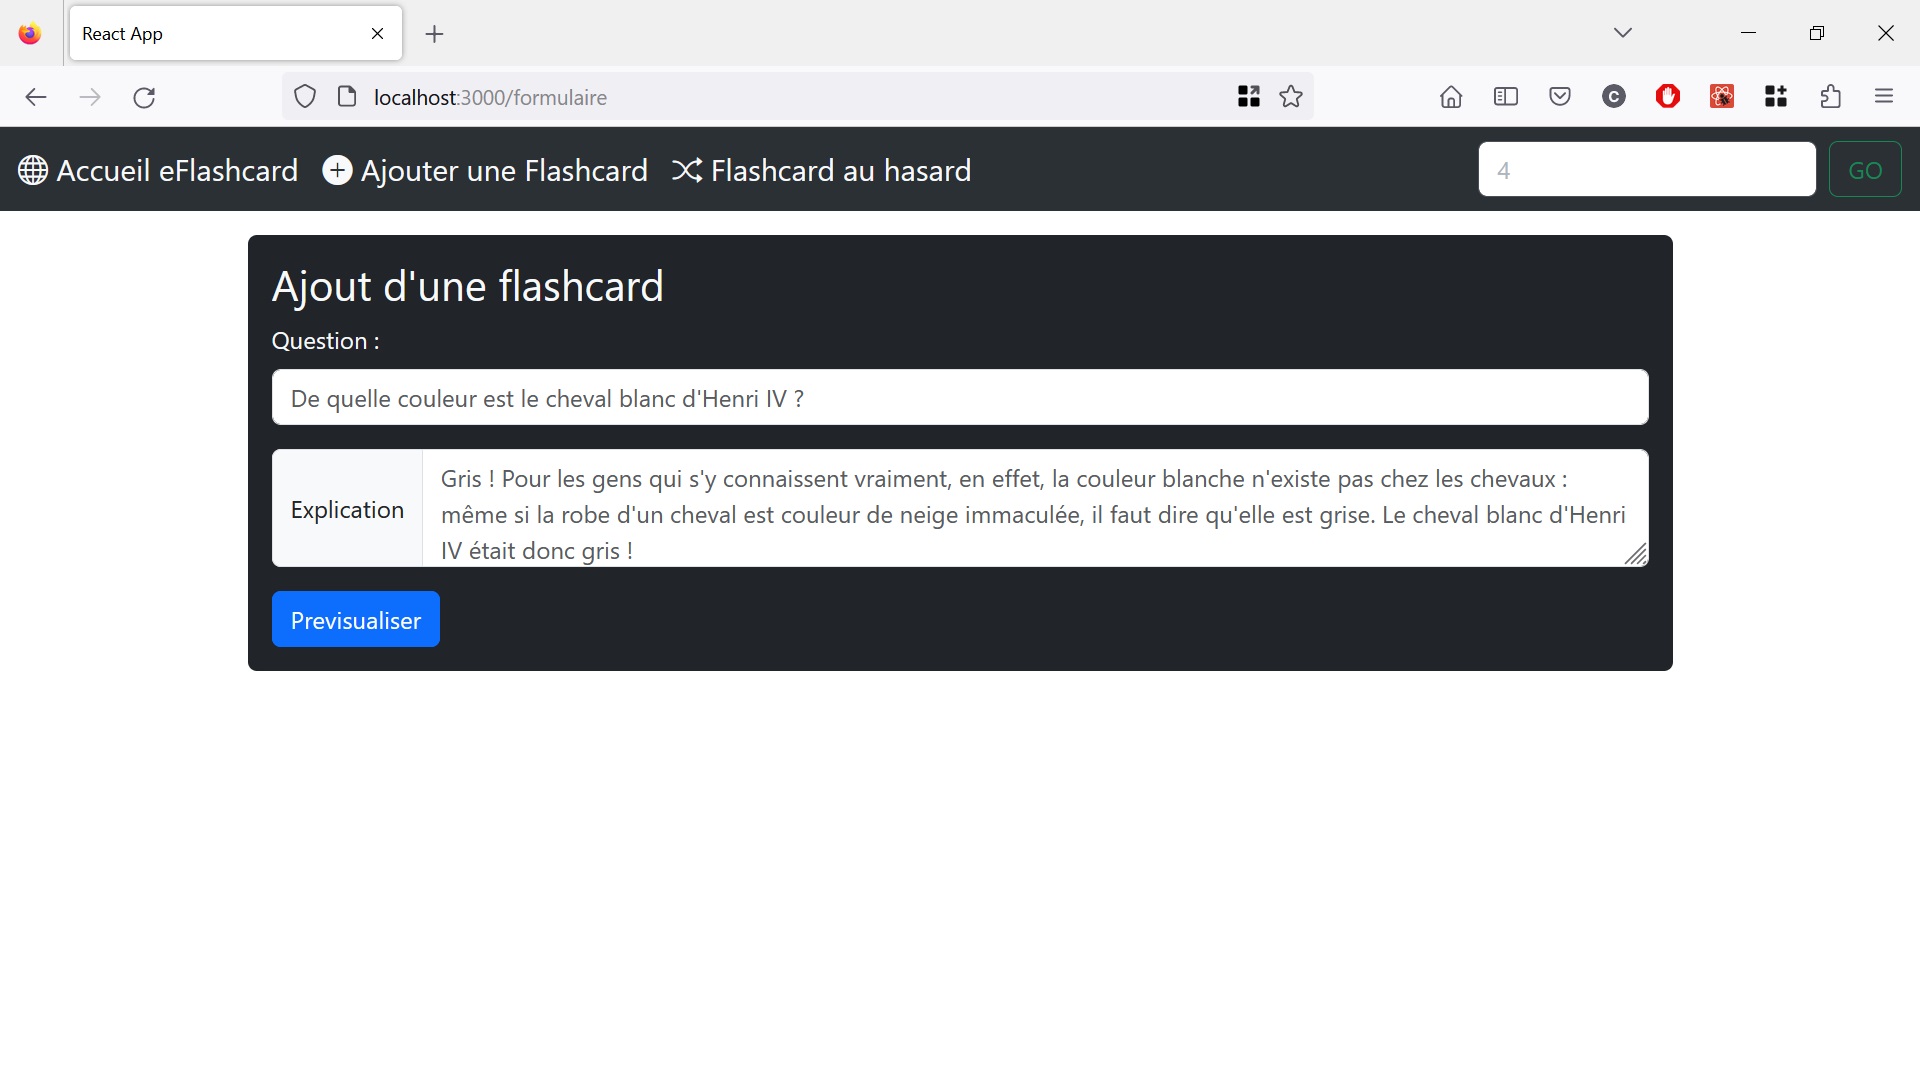 React App
localhost:3000/formulaire
C
Accueil eFlashcard Ajouter une Flashcard Flashcard au hasard 4 GO
Ajout d'une flashcard
Question :
De quelle couleur est le cheval blanc d'Henri IV ?
Explication
Gris ! Pour les gens qui s'y connaissent vraiment, en effet, la couleur blanche n'existe pas chez les chevaux :
même si la robe d'un cheval est couleur de neige immaculée, il faut dire qu'elle est grise. Le cheval blanc d'Henri
IV était donc gris !
Previsualiser